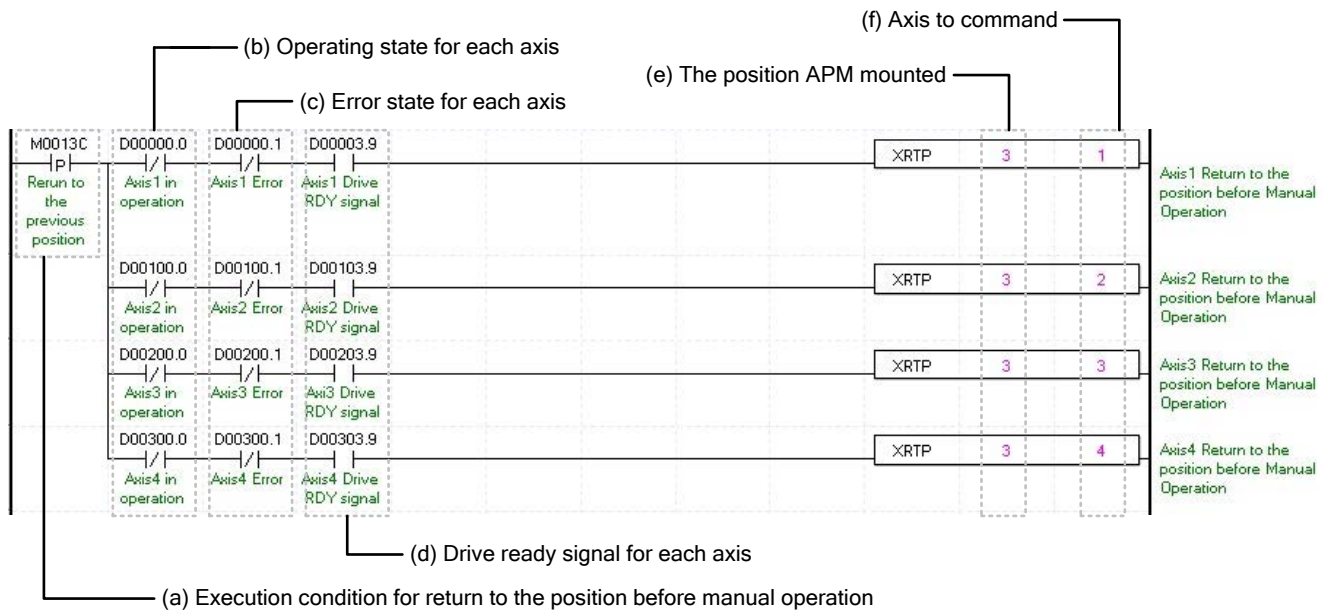 (f) Axis to command
(b) Operating state for each axis
(e) The position APM mounted
(c) Error state for each axis
M0013C D00000.0 D00000.1 D00003.9
P
XRTP 3 1
Rerun to
the
previous
position
Axis1 in
operation
Axis1 Error
Axis1 Drive
RDY signal
Axis1 Return to the
position before Manual
Operation
D00100.0 D00100.1 D00103.9
XRTP 3 2
Axis2 in
operation
Axis2 Error
Axis2 Drive
RDY signal
Axis2 Return to the
position before Manual
Operation
D00200.0 D00200.1 D00203.9
XRTP 3 3
Axis3 in
operation
Axis3 Error
Axi3 Drive
RDY signal
Axis3 Return to the
position before Manual
Operation
D00300.0 D00300.1 D00303.9
XRTP 3 4
Axis4 in
operation
Axis4 Error
Axis4 Drive
RDY signal
Axis4 Return to the
position before Manual
Operation
(d) Drive ready signal for each axis
(a) Execution condition for return to the position before manual operation